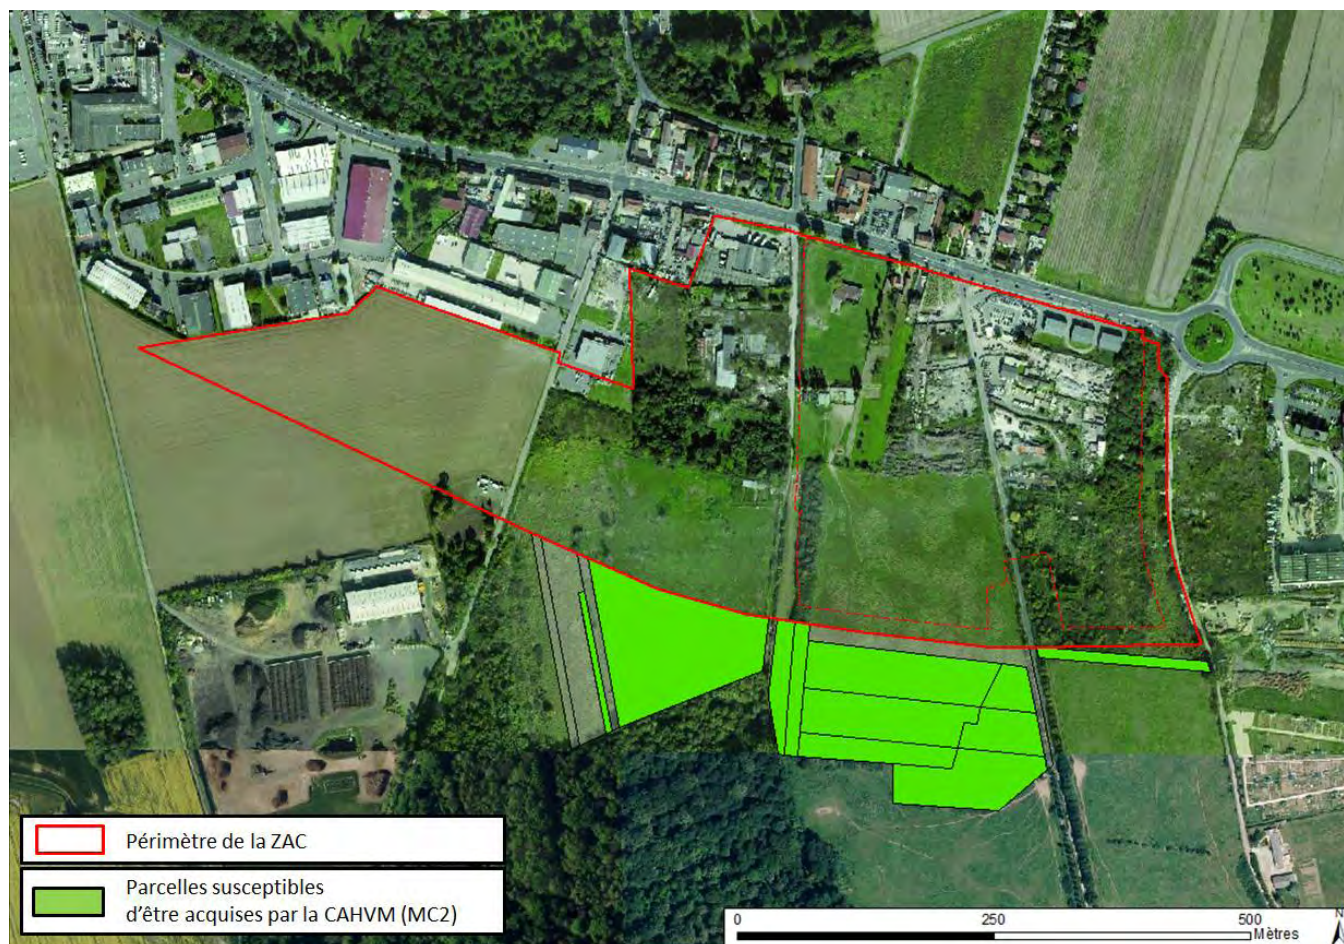 Périmètre de la ZAC
Parcelles susceptibles
d'être acquises par la CAHVM (MC2)
0 250 500
Mètres
N